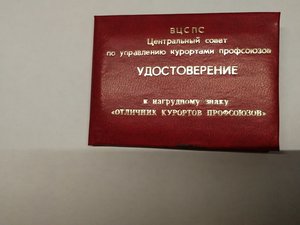 ВЦСПС
Центральный совет
по управлению курортами профсоюзов
УДОСТОВЕРЕНИЕ
к нагрудному знаку
«ОТЛИЧНИК КУРОРТОВ ПРОФСОЮЗОВ»